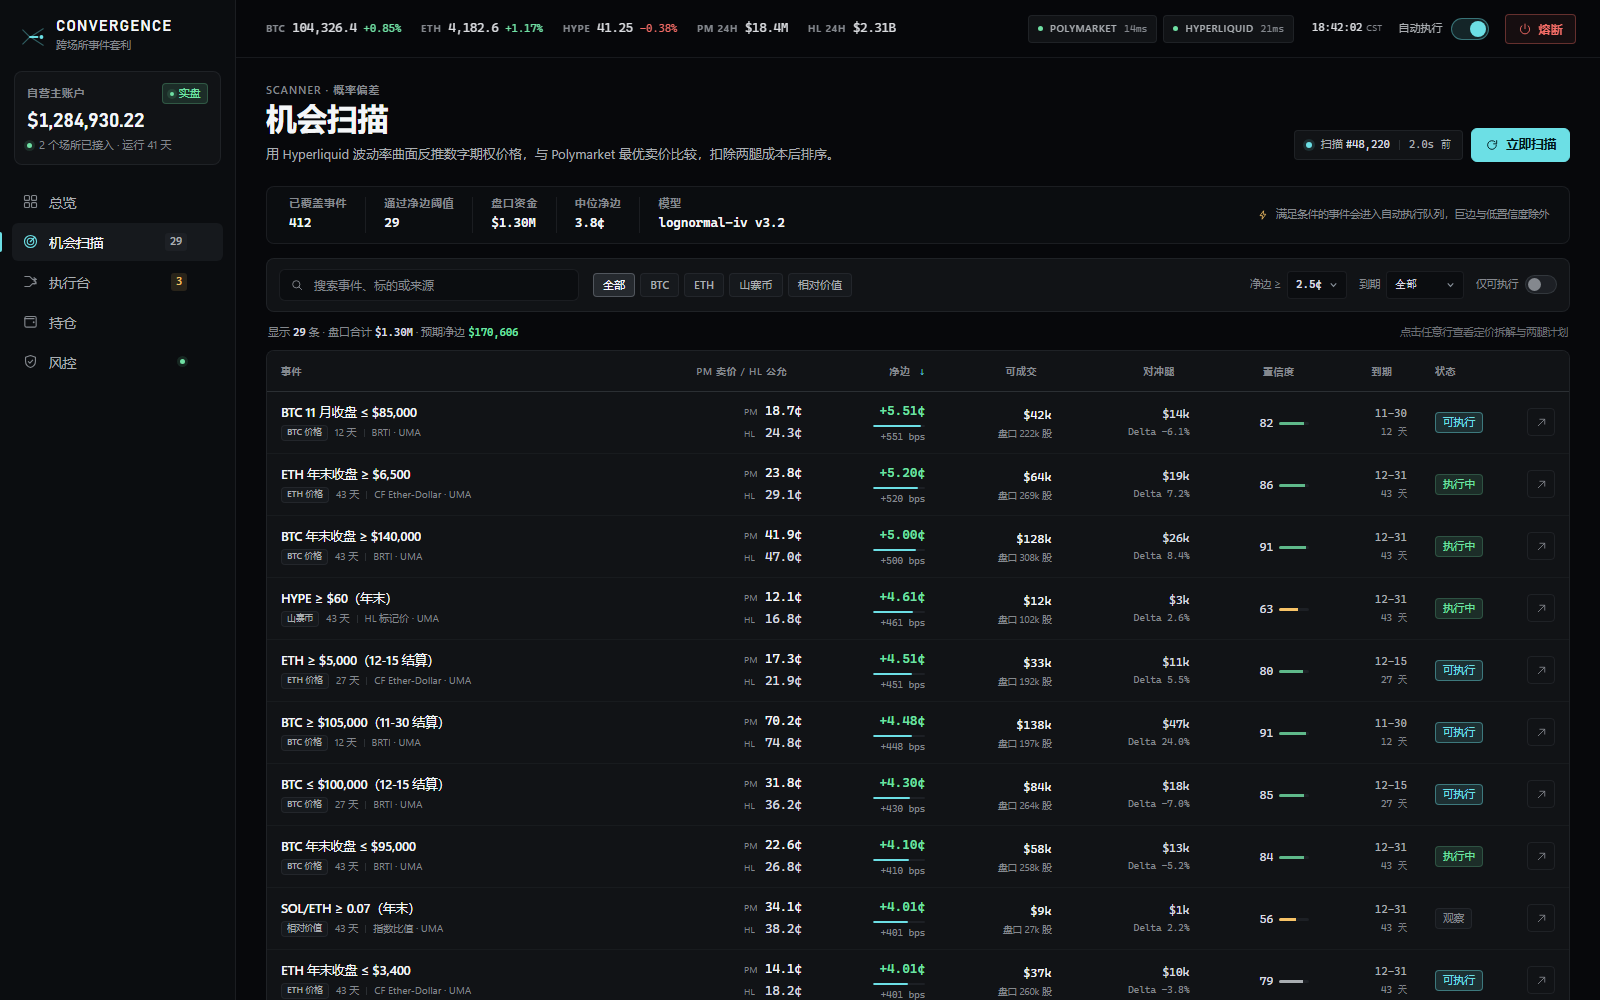 CONVERGENCE
跨场所事件套利
自营主账户 实盘
$1,284,930.22
2 个场所已接入 · 运行 41 天
总览
机会扫描 29
执行台 3
持仓
风控
BTC 104,326.4 +0.85% ETH 4,182.6 +1.17% HYPE 41.25 −0.38% PM 24H $18.4M HL 24H $2.31B
POLYMARKET 14ms HYPERLIQUID 21ms 18:42:02 CST 自动执行 熔断
SCANNER · 概率偏差
机会扫描
用 Hyperliquid 波动率曲面反推数字期权价格，与 Polymarket 最优卖价比较，扣除两腿成本后排序。
扫描 #48,220 2.0s 前 立即扫描
已覆盖事件 通过净边阈值 盘口资金 中位净边 模型
412 29 $1.30M 3.8¢ lognormal-iv v3.2
满足条件的事件会进入自动执行队列，巨边与低置信度除外
搜索事件、标的或来源 全部 BTC ETH 山寨币 相对价值 净边 ≥ 2.5¢ 到期 全部 仅可执行
显示 29 条 · 盘口合计 $1.30M · 预期净边 $170,606 点击任意行查看定价拆解与两腿计划
事件 PM 卖价 / HL 公允 净边 ↓ 可成交 对冲腿 置信度 到期 状态
BTC 11 月收盘 ≤ $85,000 PM 18.7¢ +5.51¢ $42k $14k 82 11-30 可执行
BTC 价格 12 天 BRTI · UMA HL 24.3¢ +551 bps 盘口 222k 股 Delta −6.1% 12 天
ETH 年末收盘 ≥ $6,500 PM 23.8¢ +5.20¢ $64k $19k 86 12-31 执行中
ETH 价格 43 天 CF Ether-Dollar · UMA HL 29.1¢ +520 bps 盘口 269k 股 Delta 7.2% 43 天
BTC 年末收盘 ≥ $140,000 PM 41.9¢ +5.00¢ $128k $26k 91 12-31 执行中
BTC 价格 43 天 BRTI · UMA HL 47.0¢ +500 bps 盘口 308k 股 Delta 8.4% 43 天
HYPE ≥ $60（年末） PM 12.1¢ +4.61¢ $12k $3k 63 12-31 执行中
山寨币 43 天 HL 标记价 · UMA HL 16.8¢ +461 bps 盘口 102k 股 Delta 2.6% 43 天
ETH ≥ $5,000（12-15 结算） PM 17.3¢ +4.51¢ $33k $11k 80 12-15 可执行
ETH 价格 27 天 CF Ether-Dollar · UMA HL 21.9¢ +451 bps 盘口 192k 股 Delta 5.5% 27 天
BTC ≥ $105,000（11-30 结算） PM 70.2¢ +4.48¢ $138k $47k 91 11-30 可执行
BTC 价格 12 天 BRTI · UMA HL 74.8¢ +448 bps 盘口 197k 股 Delta 24.0% 12 天
BTC ≤ $100,000（12-15 结算） PM 31.8¢ +4.30¢ $84k $18k 85 12-15 可执行
BTC 价格 27 天 BRTI · UMA HL 36.2¢ +430 bps 盘口 264k 股 Delta −7.0% 27 天
BTC 年末收盘 ≤ $95,000 PM 22.6¢ +4.10¢ $58k $13k 84 12-31 执行中
BTC 价格 43 天 BRTI · UMA HL 26.8¢ +410 bps 盘口 258k 股 Delta −5.2% 43 天
SOL/ETH ≥ 0.07（年末） PM 34.1¢ +4.01¢ $9k $1k 56 12-31 观察
相对价值 43 天 指数比值 · UMA HL 38.2¢ +401 bps 盘口 27k 股 Delta 2.2% 43 天
ETH 年末收盘 ≤ $3,400 PM 14.1¢ +4.01¢ $37k $10k 79 12-31 可执行
ETH 价格 43 天 CF Ether-Dollar · UMA HL 18.2¢ +401 bps 盘口 260k 股 Delta −3.8% 43 天